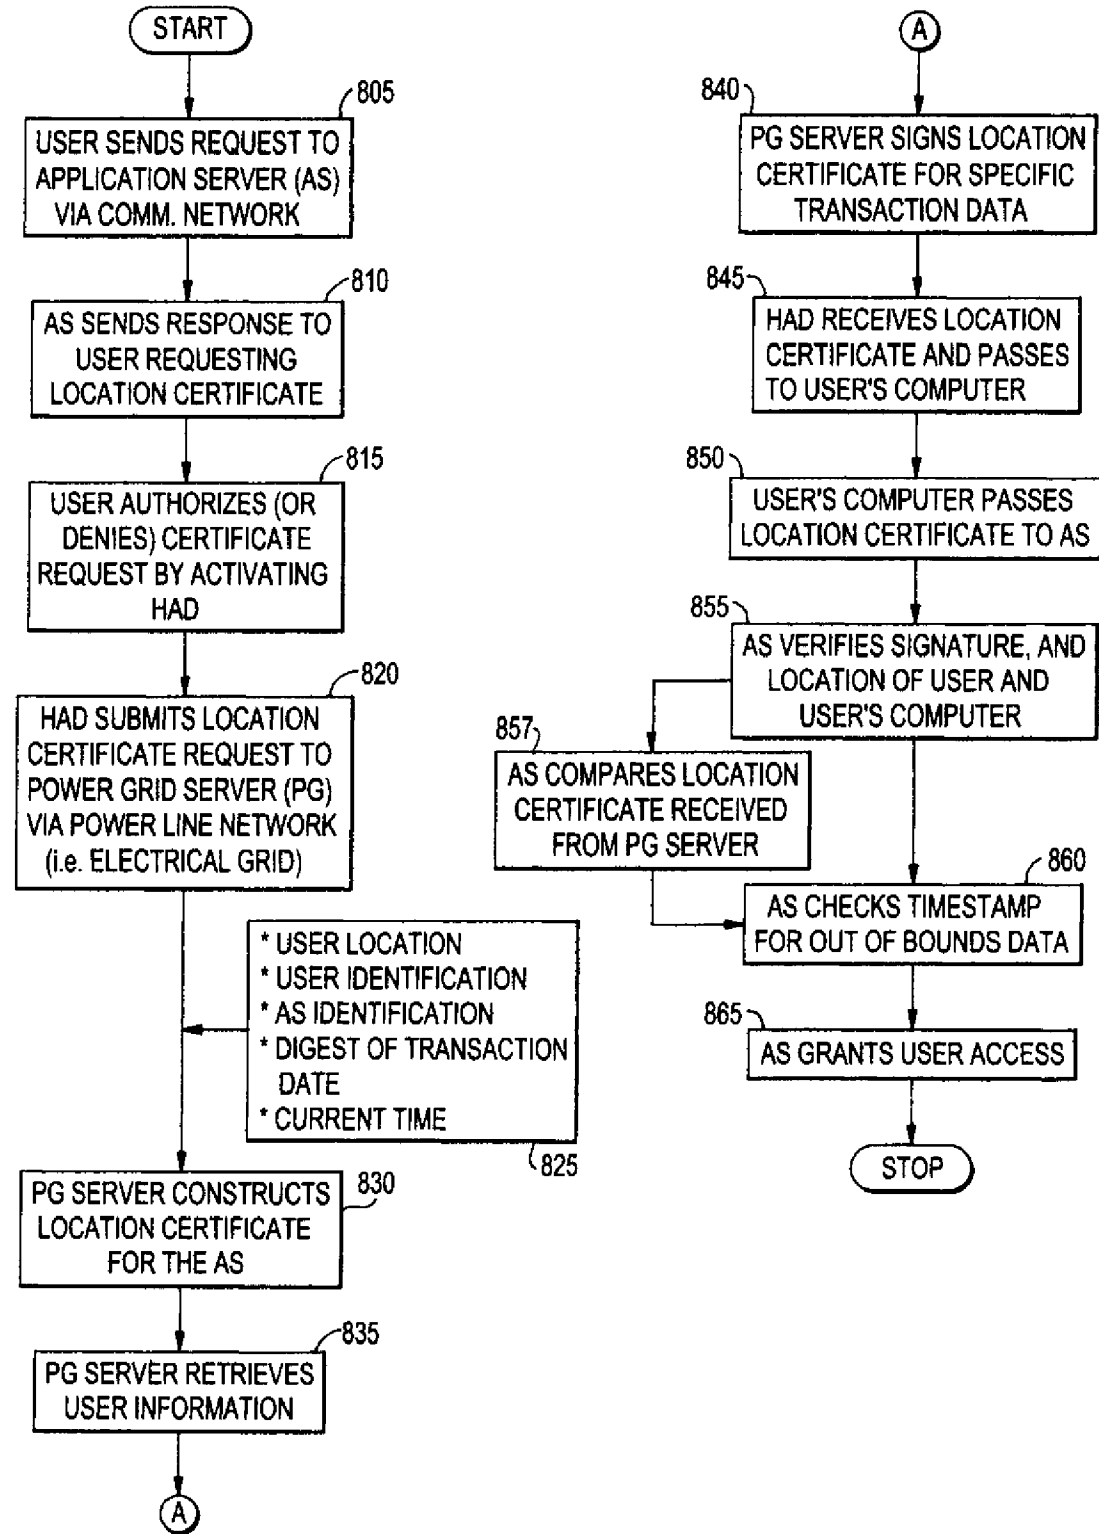 START
805
USER SENDS REQUEST TO
APPLICATION SERVER (AS)
VIA COMM. NETWORK
810
AS SENDS RESPONSE TO
USER REQUESTING
LOCATION CERTIFICATE
815
USER AUTHORIZES (OR
DENIES) CERTIFICATE
REQUEST BY ACTIVATING
HAD
820
HAD SUBMITS LOCATION
CERTIFICATE REQUEST TO
POWER GRID SERVER (PG)
VIA POWER LINE NETWORK
(i.e. ELECTRICAL GRID)
* USER LOCATION
* USER IDENTIFICATION
* AS IDENTIFICATION
* DIGEST OF TRANSACTION
DATE
* CURRENT TIME
825
PG SERVER CONSTRUCTS
LOCATION CERTIFICATE
FOR THE AS
830
835
PG SERVER RETRIEVES
USER INFORMATION
A
A
840
PG SERVER SIGNS LOCATION
CERTIFICATE FOR SPECIFIC
TRANSACTION DATA
845
HAD RECEIVES LOCATION
CERTIFICATE AND PASSES
TO USER'S COMPUTER
850
USER'S COMPUTER PASSES
LOCATION CERTIFICATE TO AS
855
AS VERIFIES SIGNATURE, AND
LOCATION OF USER AND
USER'S COMPUTER
857
AS COMPARES LOCATION
CERTIFICATE RECEIVED
FROM PG SERVER
860
AS CHECKS TIMESTAMP
FOR OUT OF BOUNDS DATA
865
AS GRANTS USER ACCESS
STOP